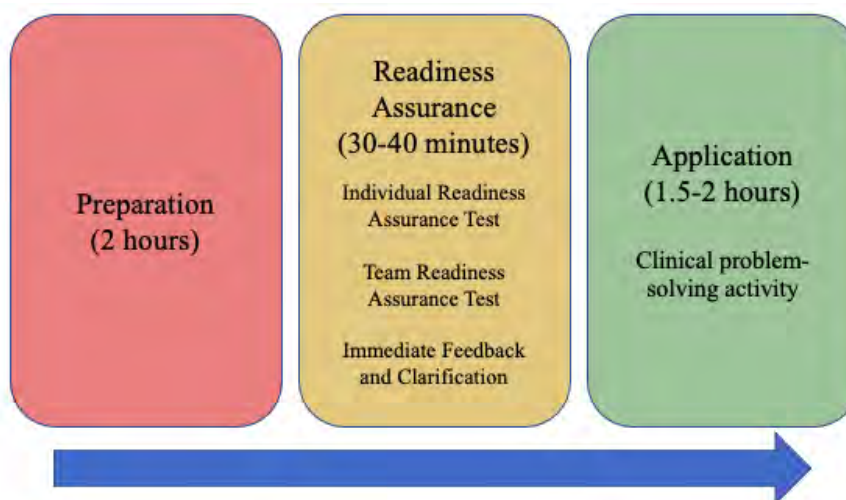 Preparation
(2 hours)
Readiness
Assurance
(30-40 minutes)
Individual Readiness
Assurance Test
Team Readiness
Assurance Test
Immediate Feedback
and Clarification
Application
(1.5-2 hours)
Clinical problem-
solving activity